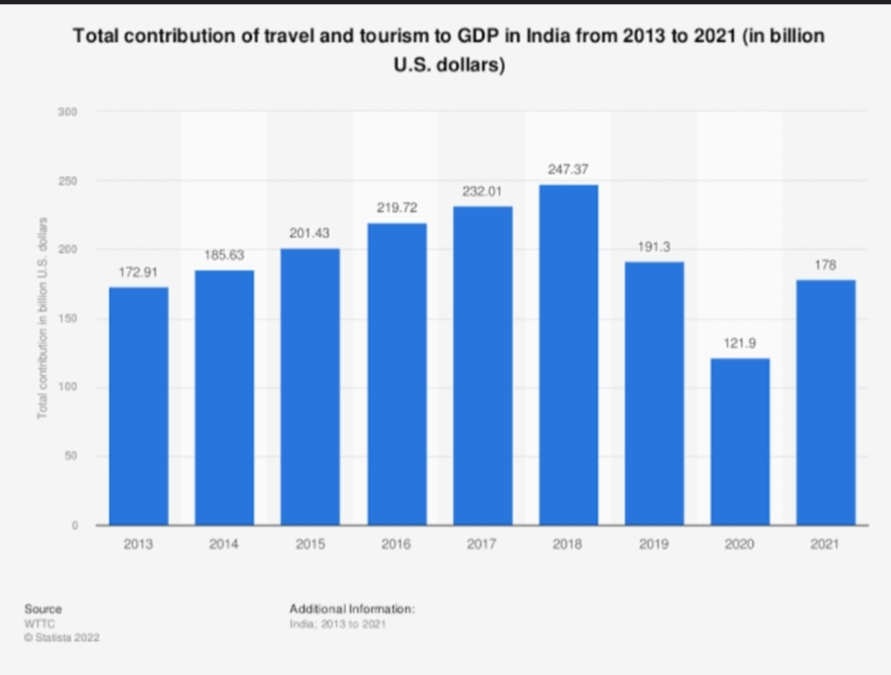 Total contribution of travel and tourism to GDP in India from 2013 to 2021 (in billion
U.S. dollars)
Total contribution in billion U.S. dollars
300
250
200
150
100
50
0
172.91
185.63
201.43
219.72
232.01
247.37
191.3
121.9
178
2013 2014 2015 2016 2017 2018 2019 2020 2021
Source
WTTC
© Statista 2022
Additional Information:
India; 2013 to 2021